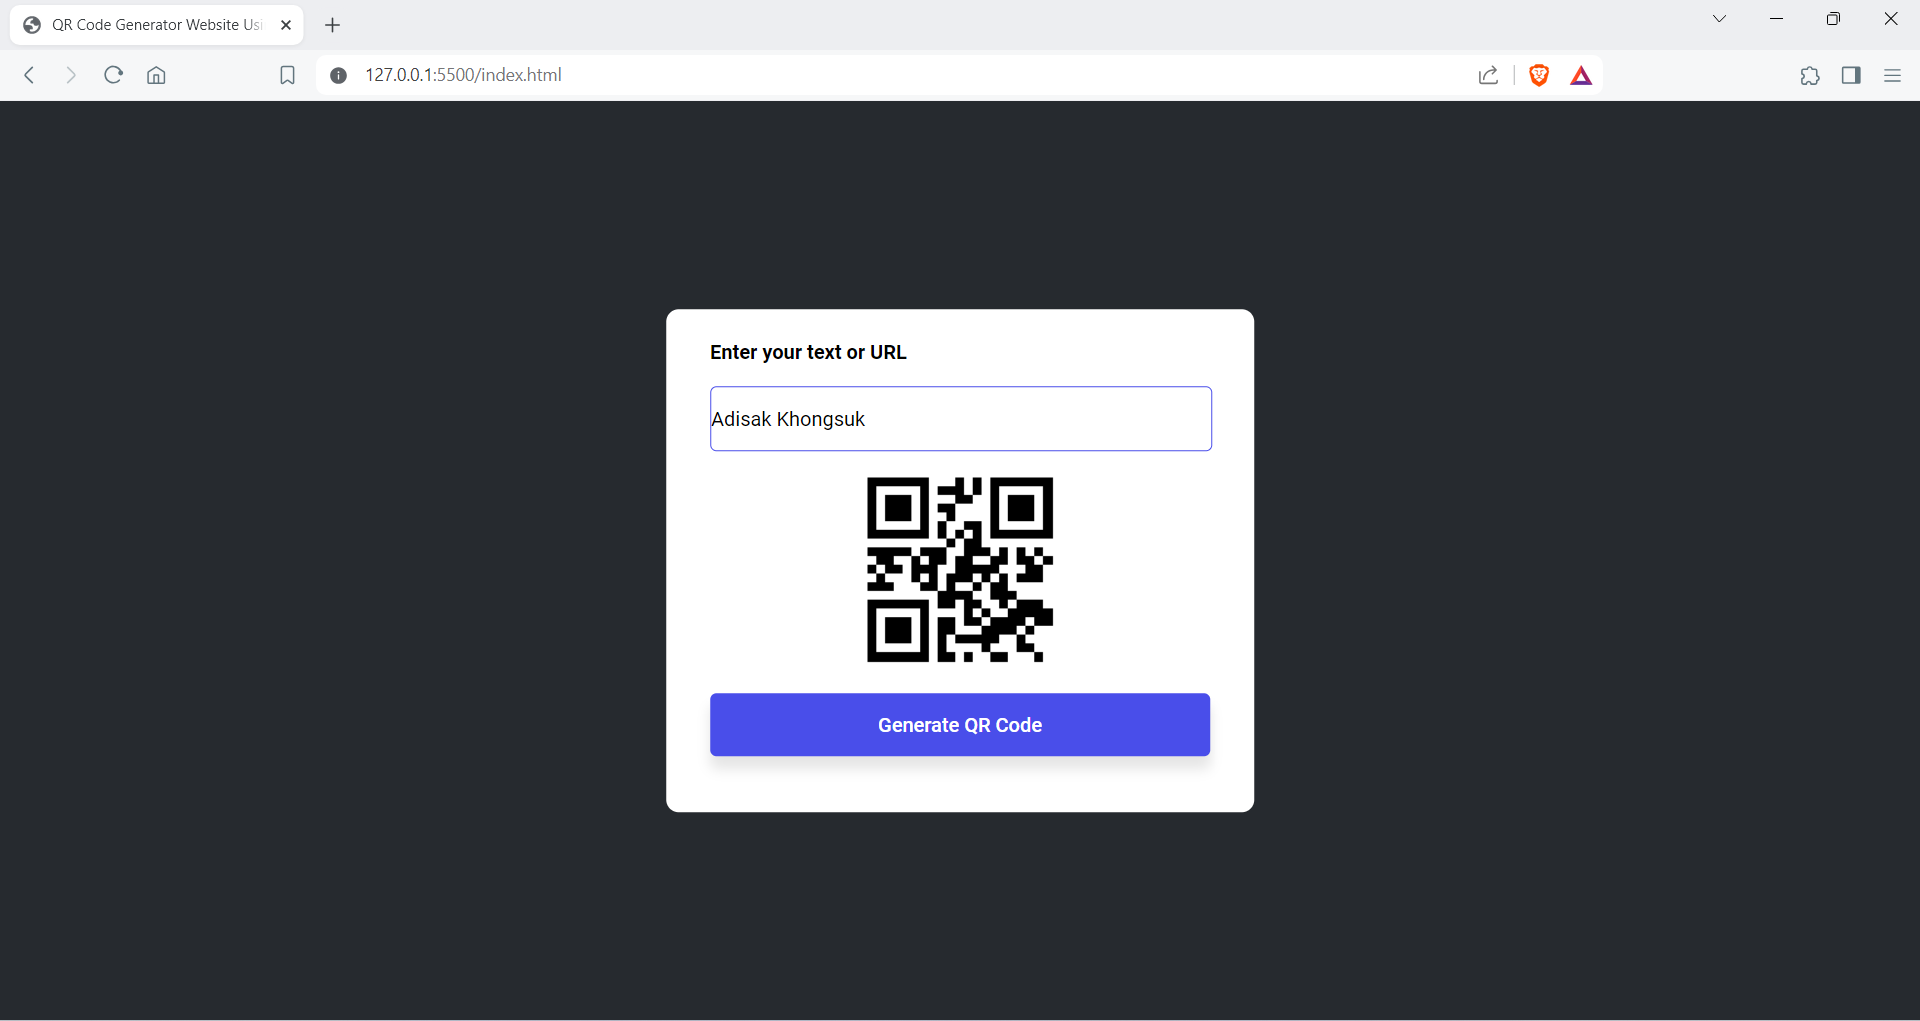 QR Code Generator Website Usi
127.0.0.1:5500/index.html
Enter your text or URL
Adisak Khongsuk
Generate QR Code